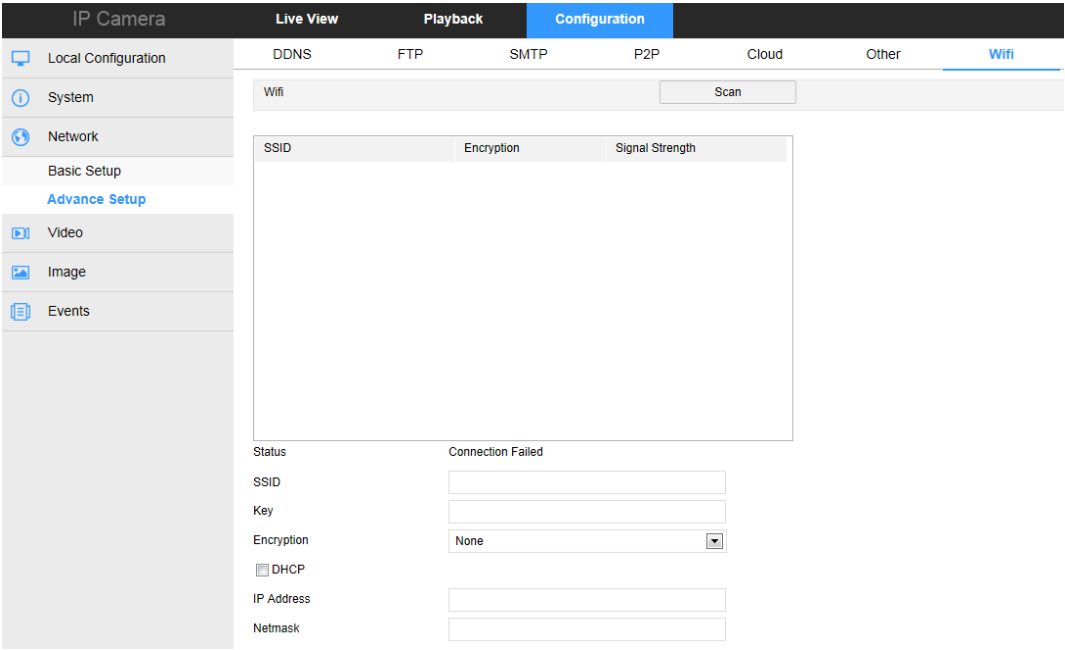 IP Camera Live View Playback Configuration
Local Configuration
System
Network
Basic Setup
Advance Setup
Video
Image
Events
DDNS FTP SMTP P2P Cloud Other Wifi
Wifi Scan
SSID Encryption Signal Strength
Status Connection Failed
SSID
Key
Encryption None
DHCP
IP Address
Netmask